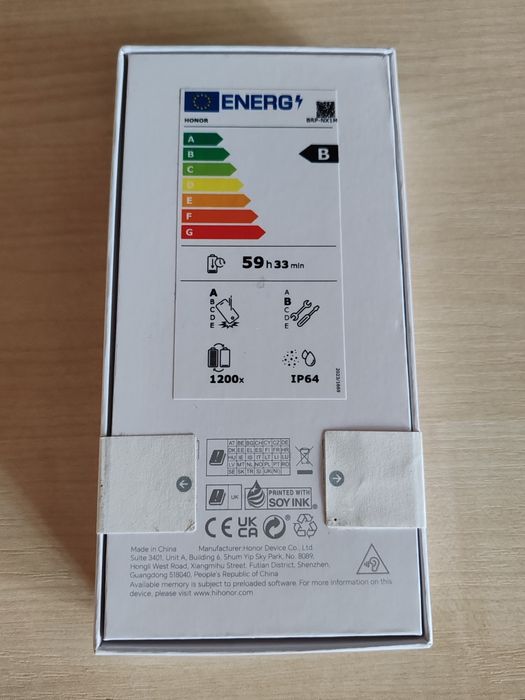 ENERG
HONOR BRP-NX1M
A
B B
C
D
E
F
G
59 h 33 min
A A
B B
C C
D D
E E
1200x IP64
2023/1669
AT BE BG CH CY CZ DE
DK EE EL ES FI FR HR
HU IE IS IT LT LI LU
LV MT NL NO PL PT RO
SE SK TR SI UK(NI)
UK PRINTED WITH
SOY INK
CE UK
CA
Made in China Manufacturer:Honor Device Co., Ltd.
Suite 3401, Unit A, Building 6, Shum Yip Sky Park, No. 8089,
Hongli West Road, Xiangmihu Street, Futian District, Shenzhen,
Guangdong 518040, People's Republic of China
Available memory is subject to preloaded software. For more information on this
device, please visit www.hihonor.com